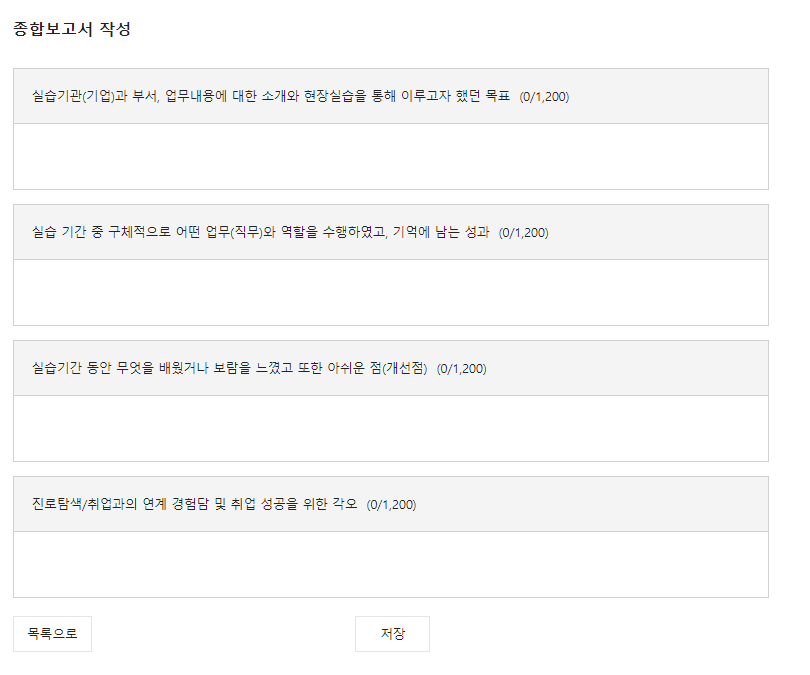 종합보고서 작성
실습기관(기업)과 부서, 업무내용에 대한 소개와 현장실습을 통해 이루고자 했던 목표 (0/1,200)
실습 기간 중 구체적으로 어떤 업무(직무)와 역할을 수행하였고, 기억에 남는 성과 (0/1,200)
실습기간 동안 무엇을 배웠거나 보람을 느꼈고 또한 아쉬운 점(개선점) (0/1,200)
진로탐색/취업과의 연계 경험담 및 취업 성공을 위한 각오 (0/1,200)
목록으로
저장